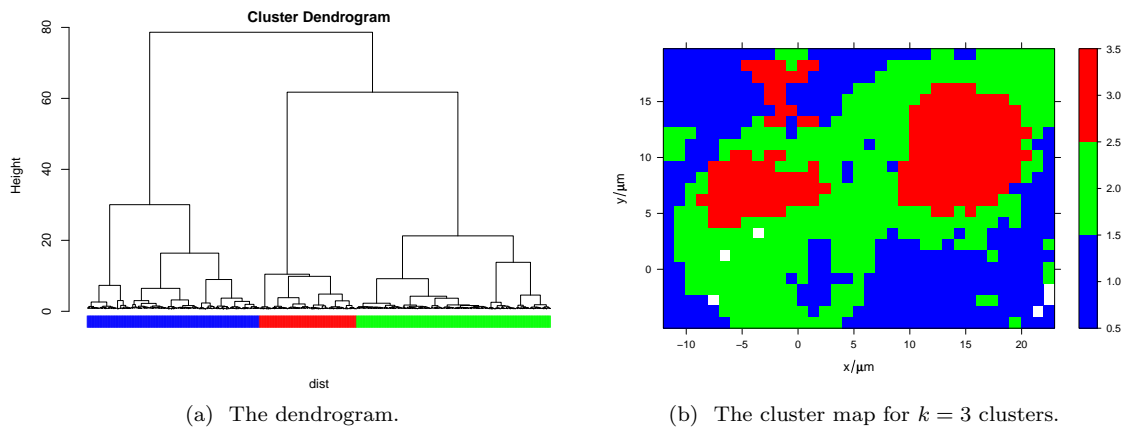 Cluster Dendrogram
80
60
40
20
0
Height
dist
(a) The dendrogram.
15
10
5
0
y/μm
−10 −5 0 5 10 15 20
x/μm
3.5
3.0
2.5
2.0
1.5
1.0
0.5
(b) The cluster map for k = 3 clusters.